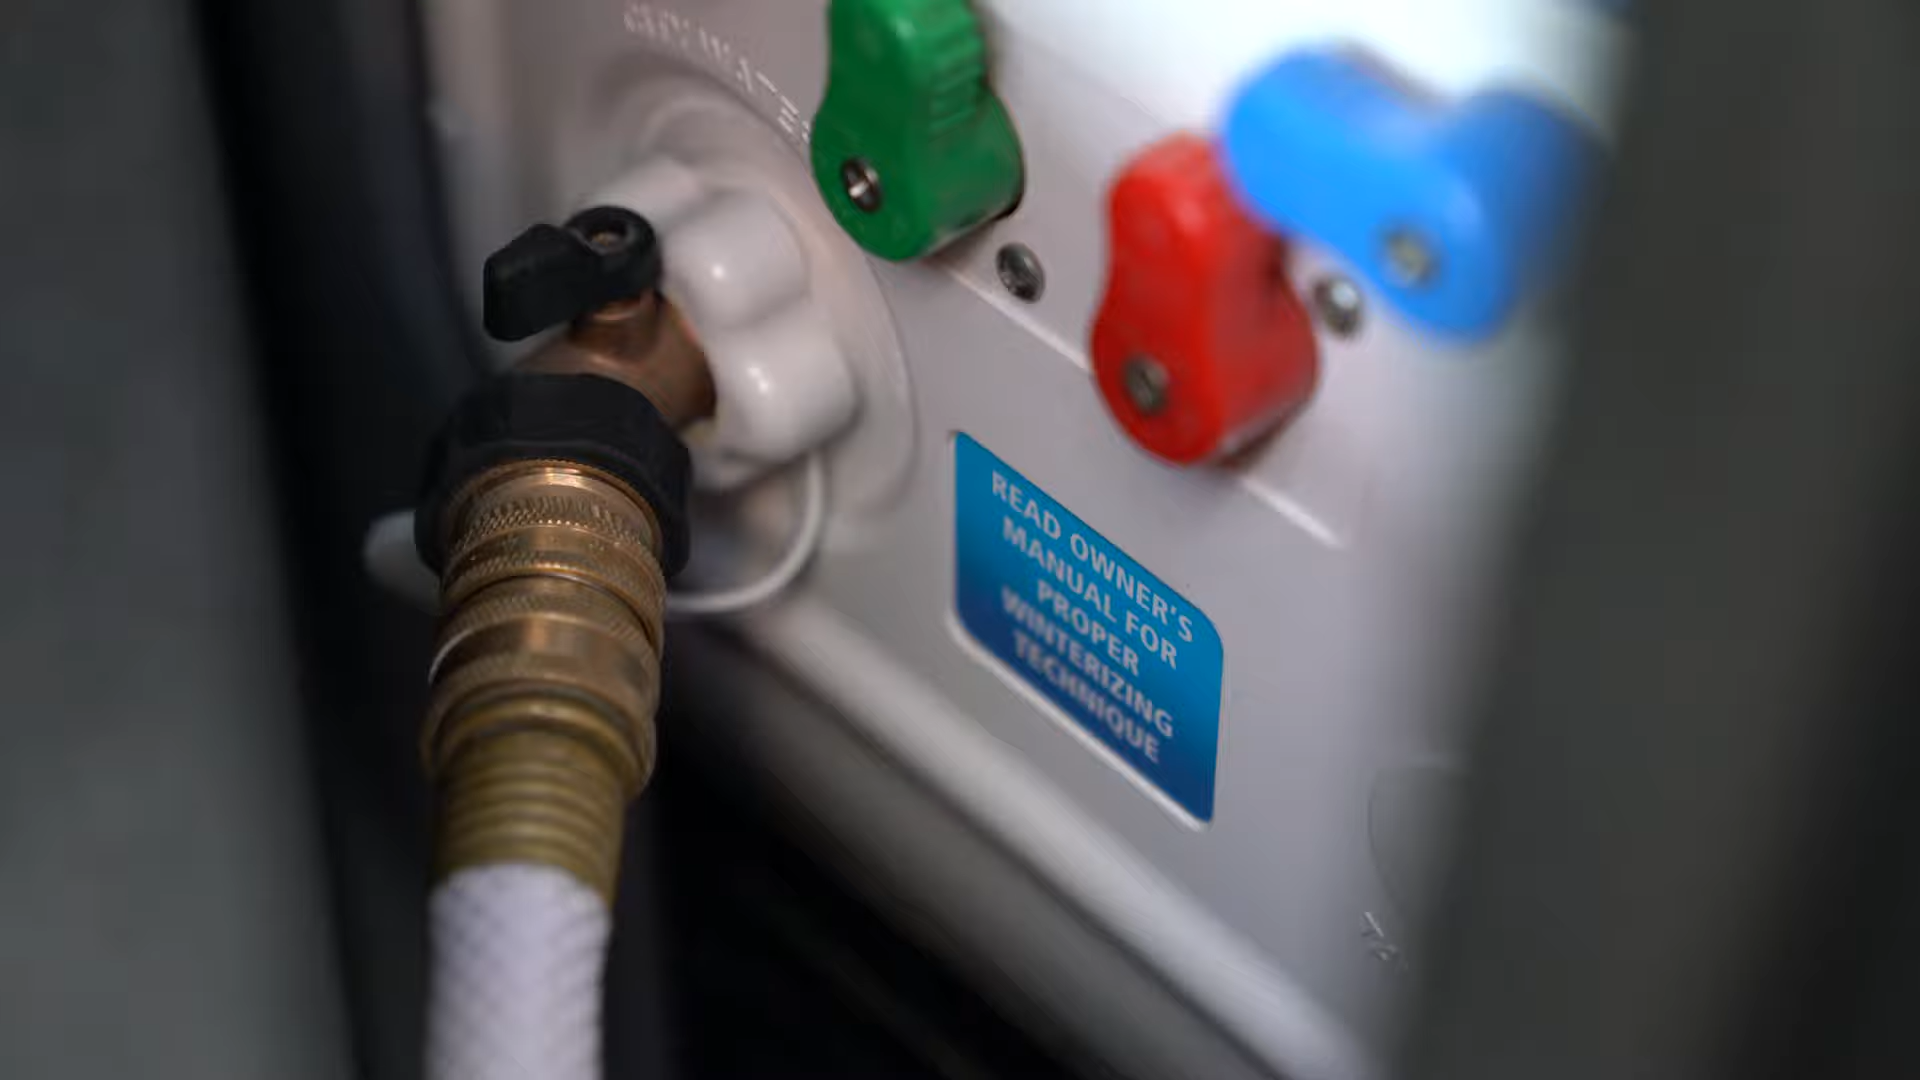 READ OWNER'S
MANUAL FOR
PROPER
WINTERIZING
TECHNIQUE